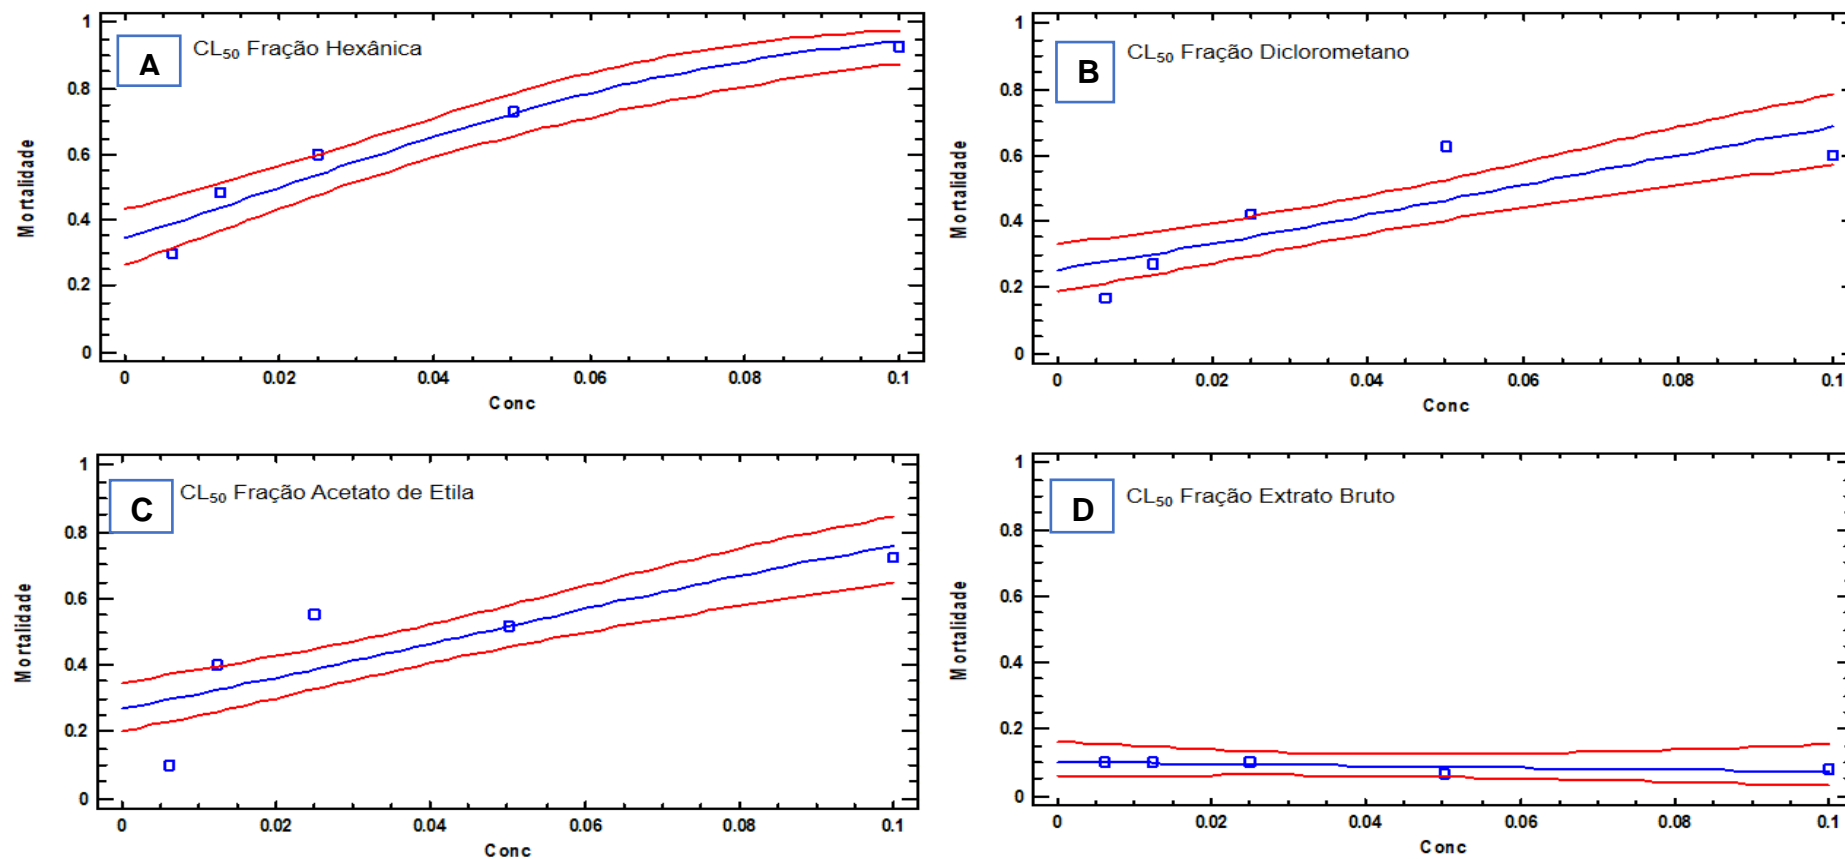 A
CL₅₀ Fração Hexânica
Mortalidade
1
0.8
0.6
0.4
0.2
0
0 0.02 0.04 0.06 0.08 0.1
Conc
B
CL₅₀ Fração Diclorometano
Mortalidade
1
0.8
0.6
0.4
0.2
0
0 0.02 0.04 0.06 0.08 0.1
Conc
C
CL₅₀ Fração Acetato de Etila
Mortalidade
1
0.8
0.6
0.4
0.2
0
0 0.02 0.04 0.06 0.08 0.1
Conc
D
CL₅₀ Fração Extrato Bruto
Mortalidade
1
0.8
0.6
0.4
0.2
0
0 0.02 0.04 0.06 0.08 0.1
Conc